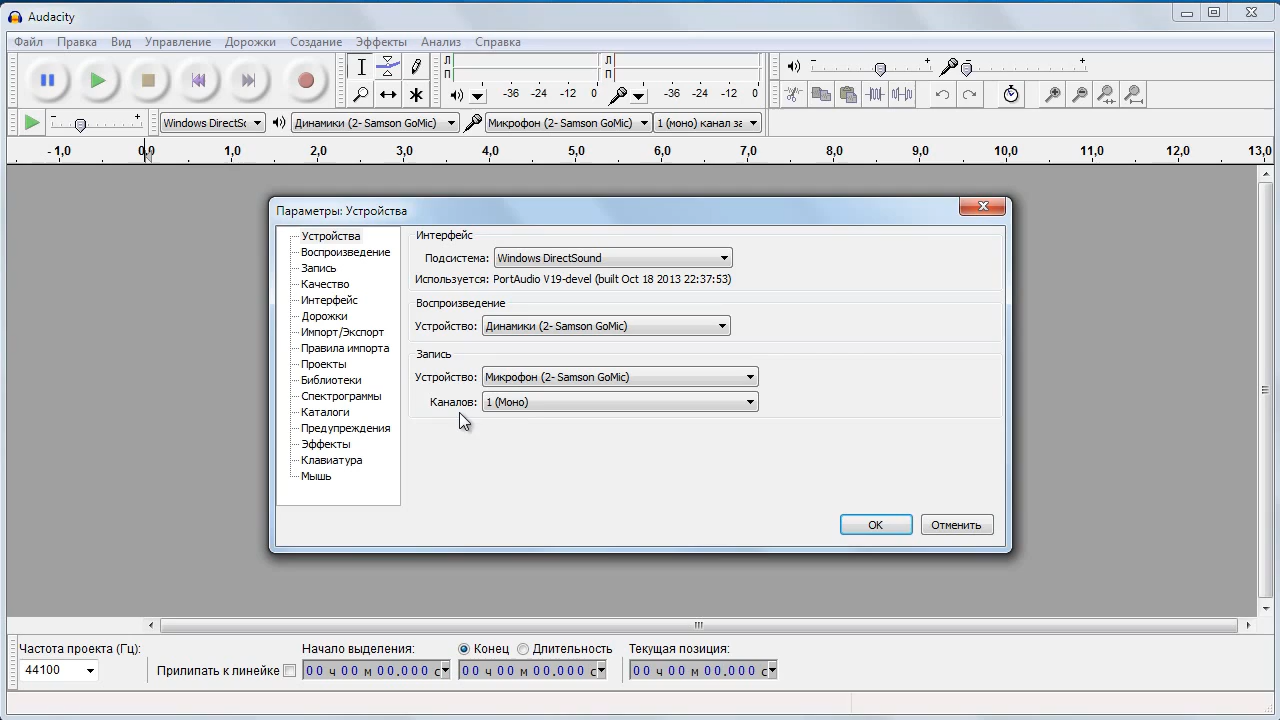 Audacity
Файл Правка Вид Управление Дорожки Создание Эффекты Анализ Справка
Л
П
-36 -24 -12 0
Л
П
-36 -24 -12 0
Windows DirectSo
Динамики (2- Samson GoMic)
Микрофон (2- Samson GoMic)
1 (моно) канал за
- 1,0 0,0 1,0 2,0 3,0 4,0 5,0 6,0 7,0 8,0 9,0 10,0 11,0 12,0 13,0
Параметры: Устройства
Устройства
Воспроизведение
Запись
Качество
Интерфейс
Дорожки
Импорт/Экспорт
Правила импорта
Проекты
Библиотеки
Спектрограммы
Каталоги
Предупреждения
Эффекты
Клавиатура
Мышь
Интерфейс
Подсистема: Windows DirectSound
Используется: PortAudio V19-devel (built Oct 18 2013 22:37:53)
Воспроизведение
Устройство: Динамики (2- Samson GoMic)
Запись
Устройство: Микрофон (2- Samson GoMic)
Каналов: 1 (Моно)
OK Отменить
Частота проекта (Гц):
44100
Прилипать к линейке
Начало выделения:
00 ч 00 м 00.000 с
Конец Длительность
00 ч 00 м 00.000 с
Текущая позиция:
00 ч 00 м 00.000 с